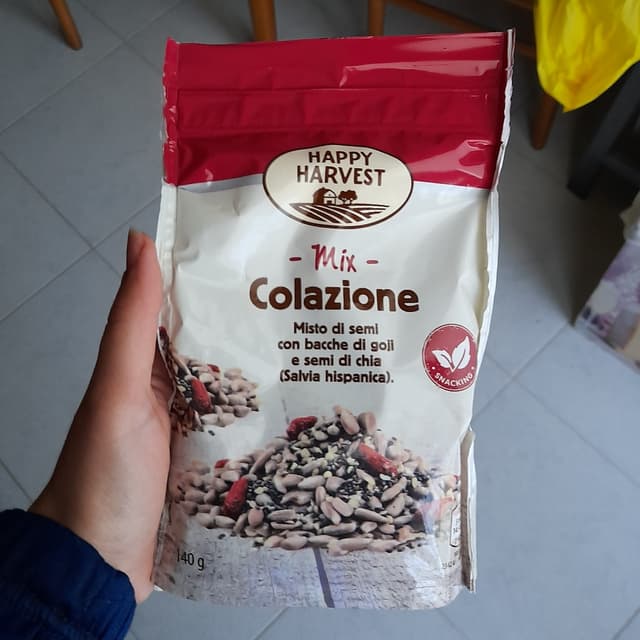 HAPPY
HARVEST
- Mix -
Colazione
Misto di semi
con bacche di goji
e semi di chia
(Salvia hispanica).
SNACKING
140 g